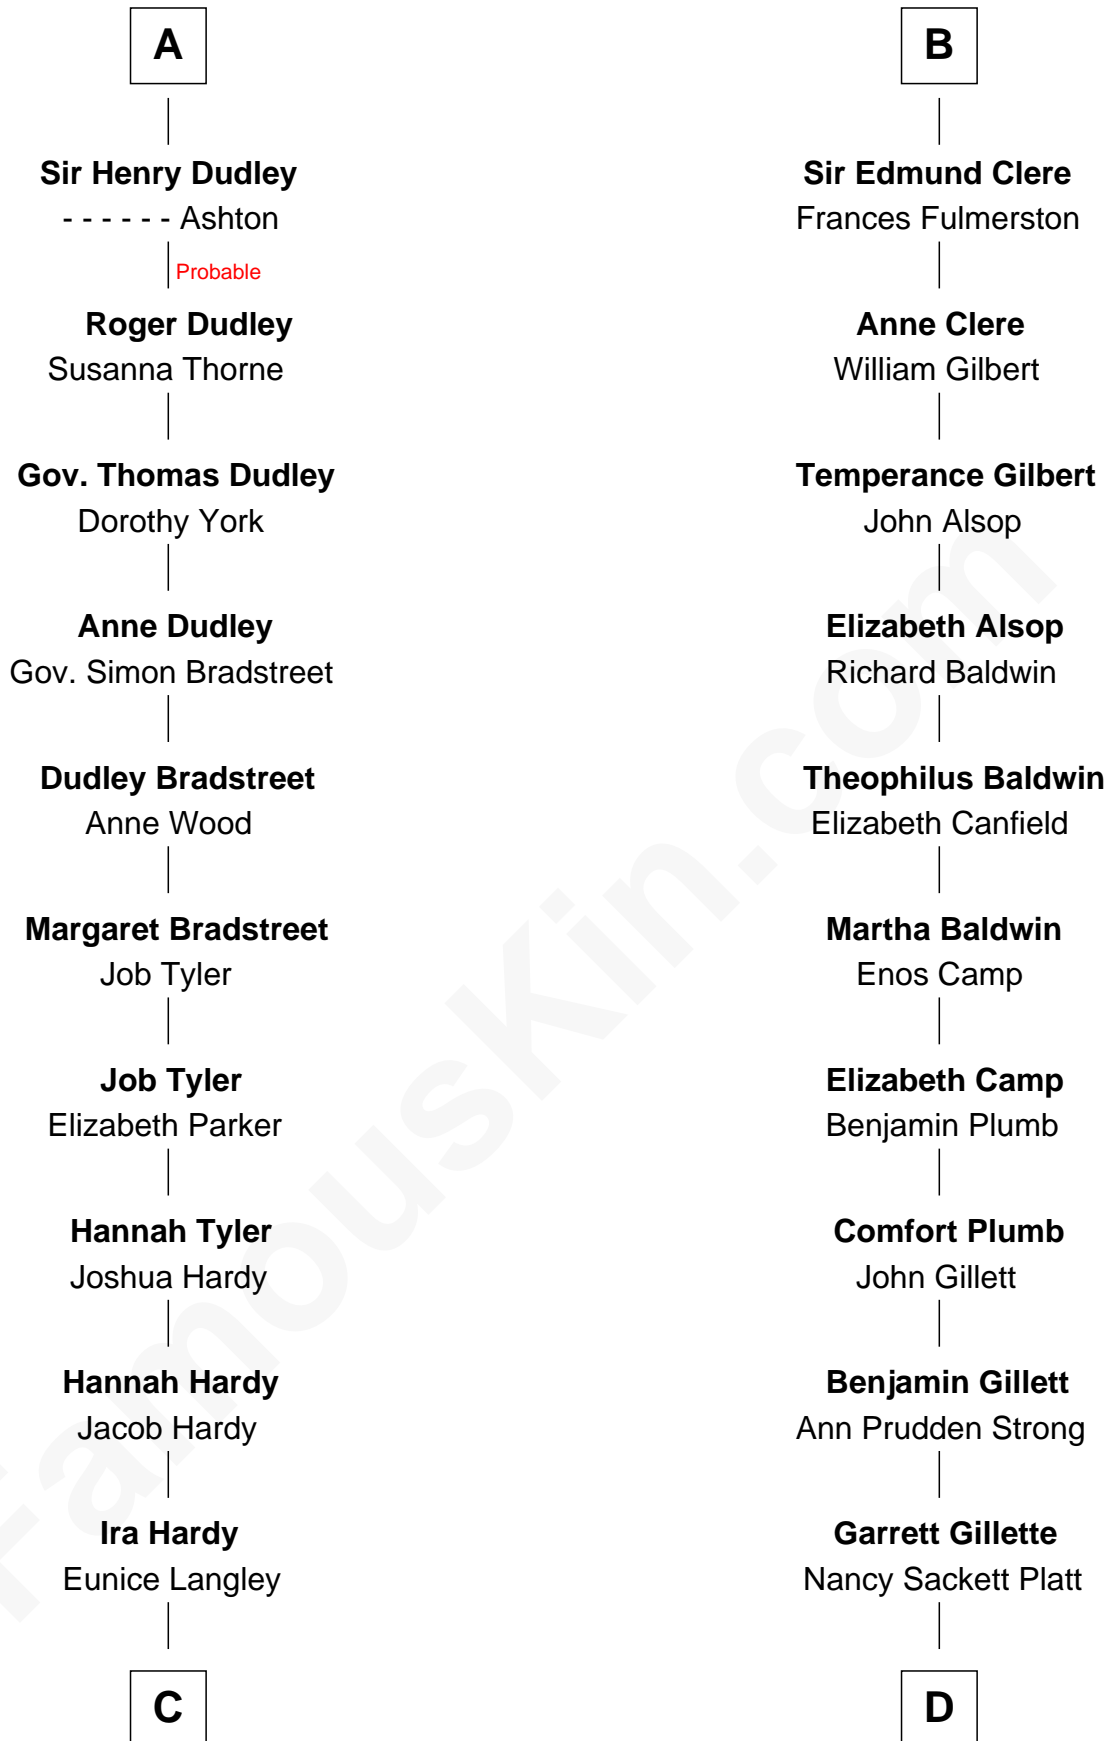 A
Sir Henry Dudley
- - - - - - Ashton
Probable
Roger Dudley
Susanna Thorne
Gov. Thomas Dudley
Dorothy York
Anne Dudley
Gov. Simon Bradstreet
Dudley Bradstreet
Anne Wood
Margaret Bradstreet
Job Tyler
Job Tyler
Elizabeth Parker
Hannah Tyler
Joshua Hardy
Hannah Hardy
Jacob Hardy
Ira Hardy
Eunice Langley
C
B
Sir Edmund Clere
Frances Fulmerston
Anne Clere
William Gilbert
Temperance Gilbert
John Alsop
Elizabeth Alsop
Richard Baldwin
Theophilus Baldwin
Elizabeth Canfield
Martha Baldwin
Enos Camp
Elizabeth Camp
Benjamin Plumb
Comfort Plumb
John Gillett
Benjamin Gillett
Ann Prudden Strong
Garrett Gillette
Nancy Sackett Platt
D
FamousKin.com